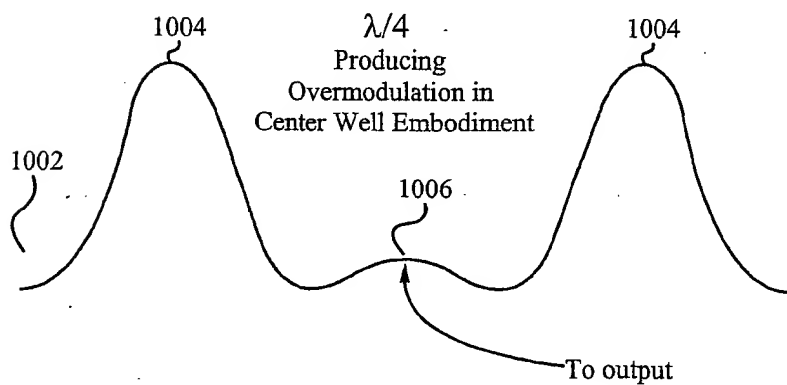 1004
λ/4
1004
Producing
Overmodulation in
Center Well Embodiment
1002
1006
To output